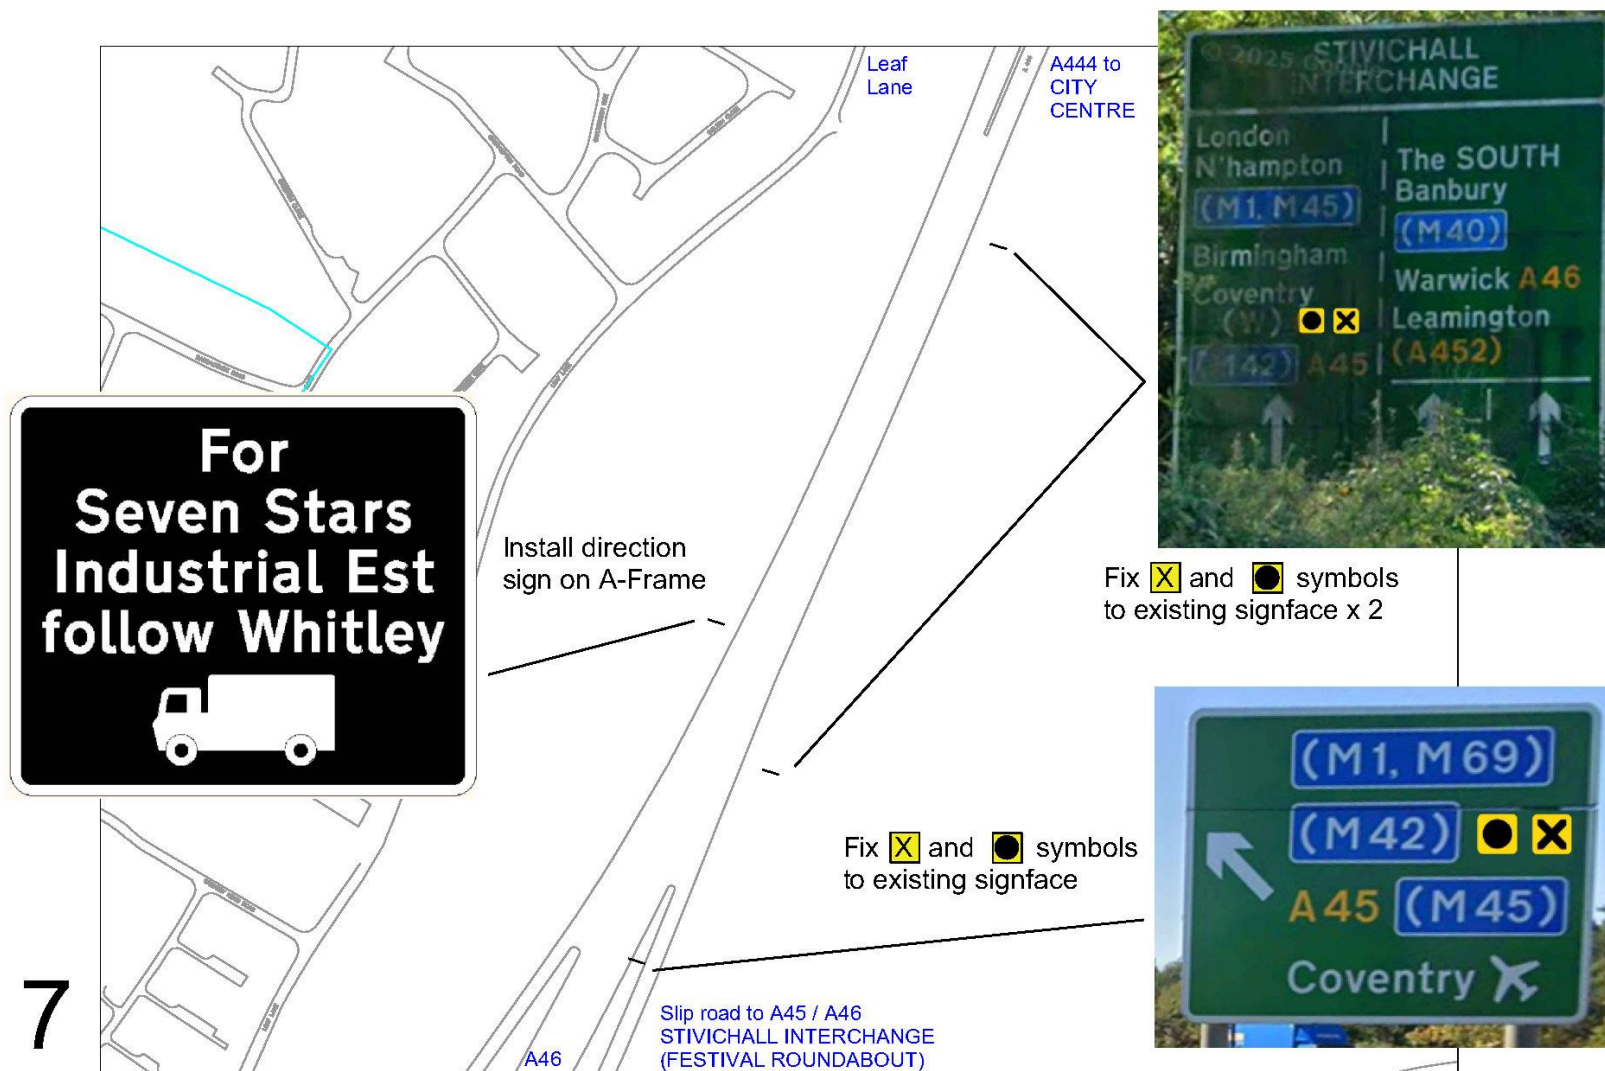 Leaf
Lane
A444 to
CITY
CENTRE
STIVICHALL
INTERCHANGE
London
N'hampton
(M1, M45)
Birmingham
Coventry
(W)
(M42) A45
The SOUTH
Banbury
(M40)
Warwick A46
Leamington
(A452)
For
Seven Stars
Industrial Est
follow Whitley
Install direction
sign on A-Frame
Fix X and ● symbols
to existing signface x 2
Fix X and ● symbols
to existing signface
(M1, M69)
(M42)
A45 (M45)
Coventry
7
A46
Slip road to A45 / A46
STIVICHALL INTERCHANGE
(FESTIVAL ROUNDABOUT)